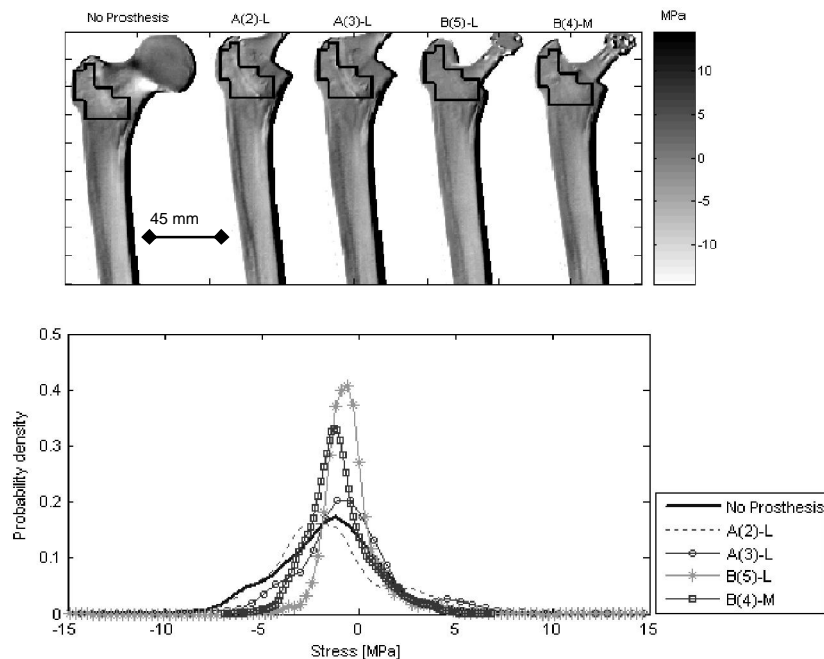 No Prosthesis A(2)-L A(3)-L B(5)-L B(4)-M MPa
10
5
0
-5
-10
45 mm
0.5
0.4
0.3
0.2
0.1
0
Probability density
-15 -10 -5 0 5 10 15
Stress [MPa]
No Prosthesis
A(2)-L
A(3)-L
B(5)-L
B(4)-M